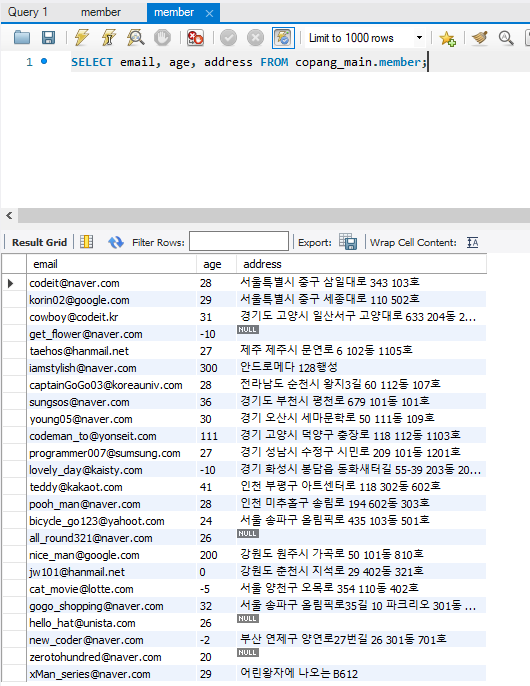 Query 1 member member
Limit to 1000 rows
1 SELECT email, age, address FROM copang_main.member;
Result Grid Filter Rows: Export: Wrap Cell Content:
email age address
codeit@naver.com 28 서울특별시 중구 삼일대로 343 103호
korin02@google.com 29 서울특별시 중구 세종대로 110 502호
cowboy@codeit.kr 31 경기도 고양시 일산서구 고양대로 633 204동 2...
get_flower@naver.com -10 NULL
taehos@hanmail.net 27 제주 제주시 문연로 6 102동 1105호
iamstylish@naver.com 300 안드로메다 128행성
captainGoGo03@koreauniv.com 28 전라남도 순천시 왕지3길 60 112동 107호
sungsos@naver.com 36 경기도 부천시 평천로 679 101동 101호
young05@naver.com 30 경기 오산시 세마문학로 50 111동 109호
codeman_to@yonseit.com 111 경기 고양시 덕양구 충장로 118 112동 1103호
programmer007@sumsung.com 27 경기 성남시 수정구 시민로 209 101동 1201호
lovely_day@kaisty.com -10 경기 화성시 봉담읍 동화새터길 55-39 203동 20...
teddy@kakaot.com 41 인천 부평구 아트센터로 118 302동 602호
pooh_man@naver.com 28 인천 미추홀구 송림로 194 602동 303호
bicycle_go123@yahoot.com 24 서울 송파구 올림픽로 435 103동 501호
all_round321@naver.com 26 NULL
nice_man@google.com 200 강원도 원주시 가곡로 50 101동 810호
jw101@hanmail.net 0 강원도 춘천시 지석로 29 402동 321호
cat_movie@lotte.com -5 서울 양천구 오목로 354 110동 402호
gogo_shopping@naver.com 32 서울 송파구 올림픽로35길 10 파크리오 301동 ...
hello_hat@unista.com 26 NULL
new_coder@naver.com -2 부산 연제구 양연로27번길 26 301동 701호
zerotohundred@naver.com 20 NULL
xMan_series@naver.com 29 어린왕자에 나오는 B612